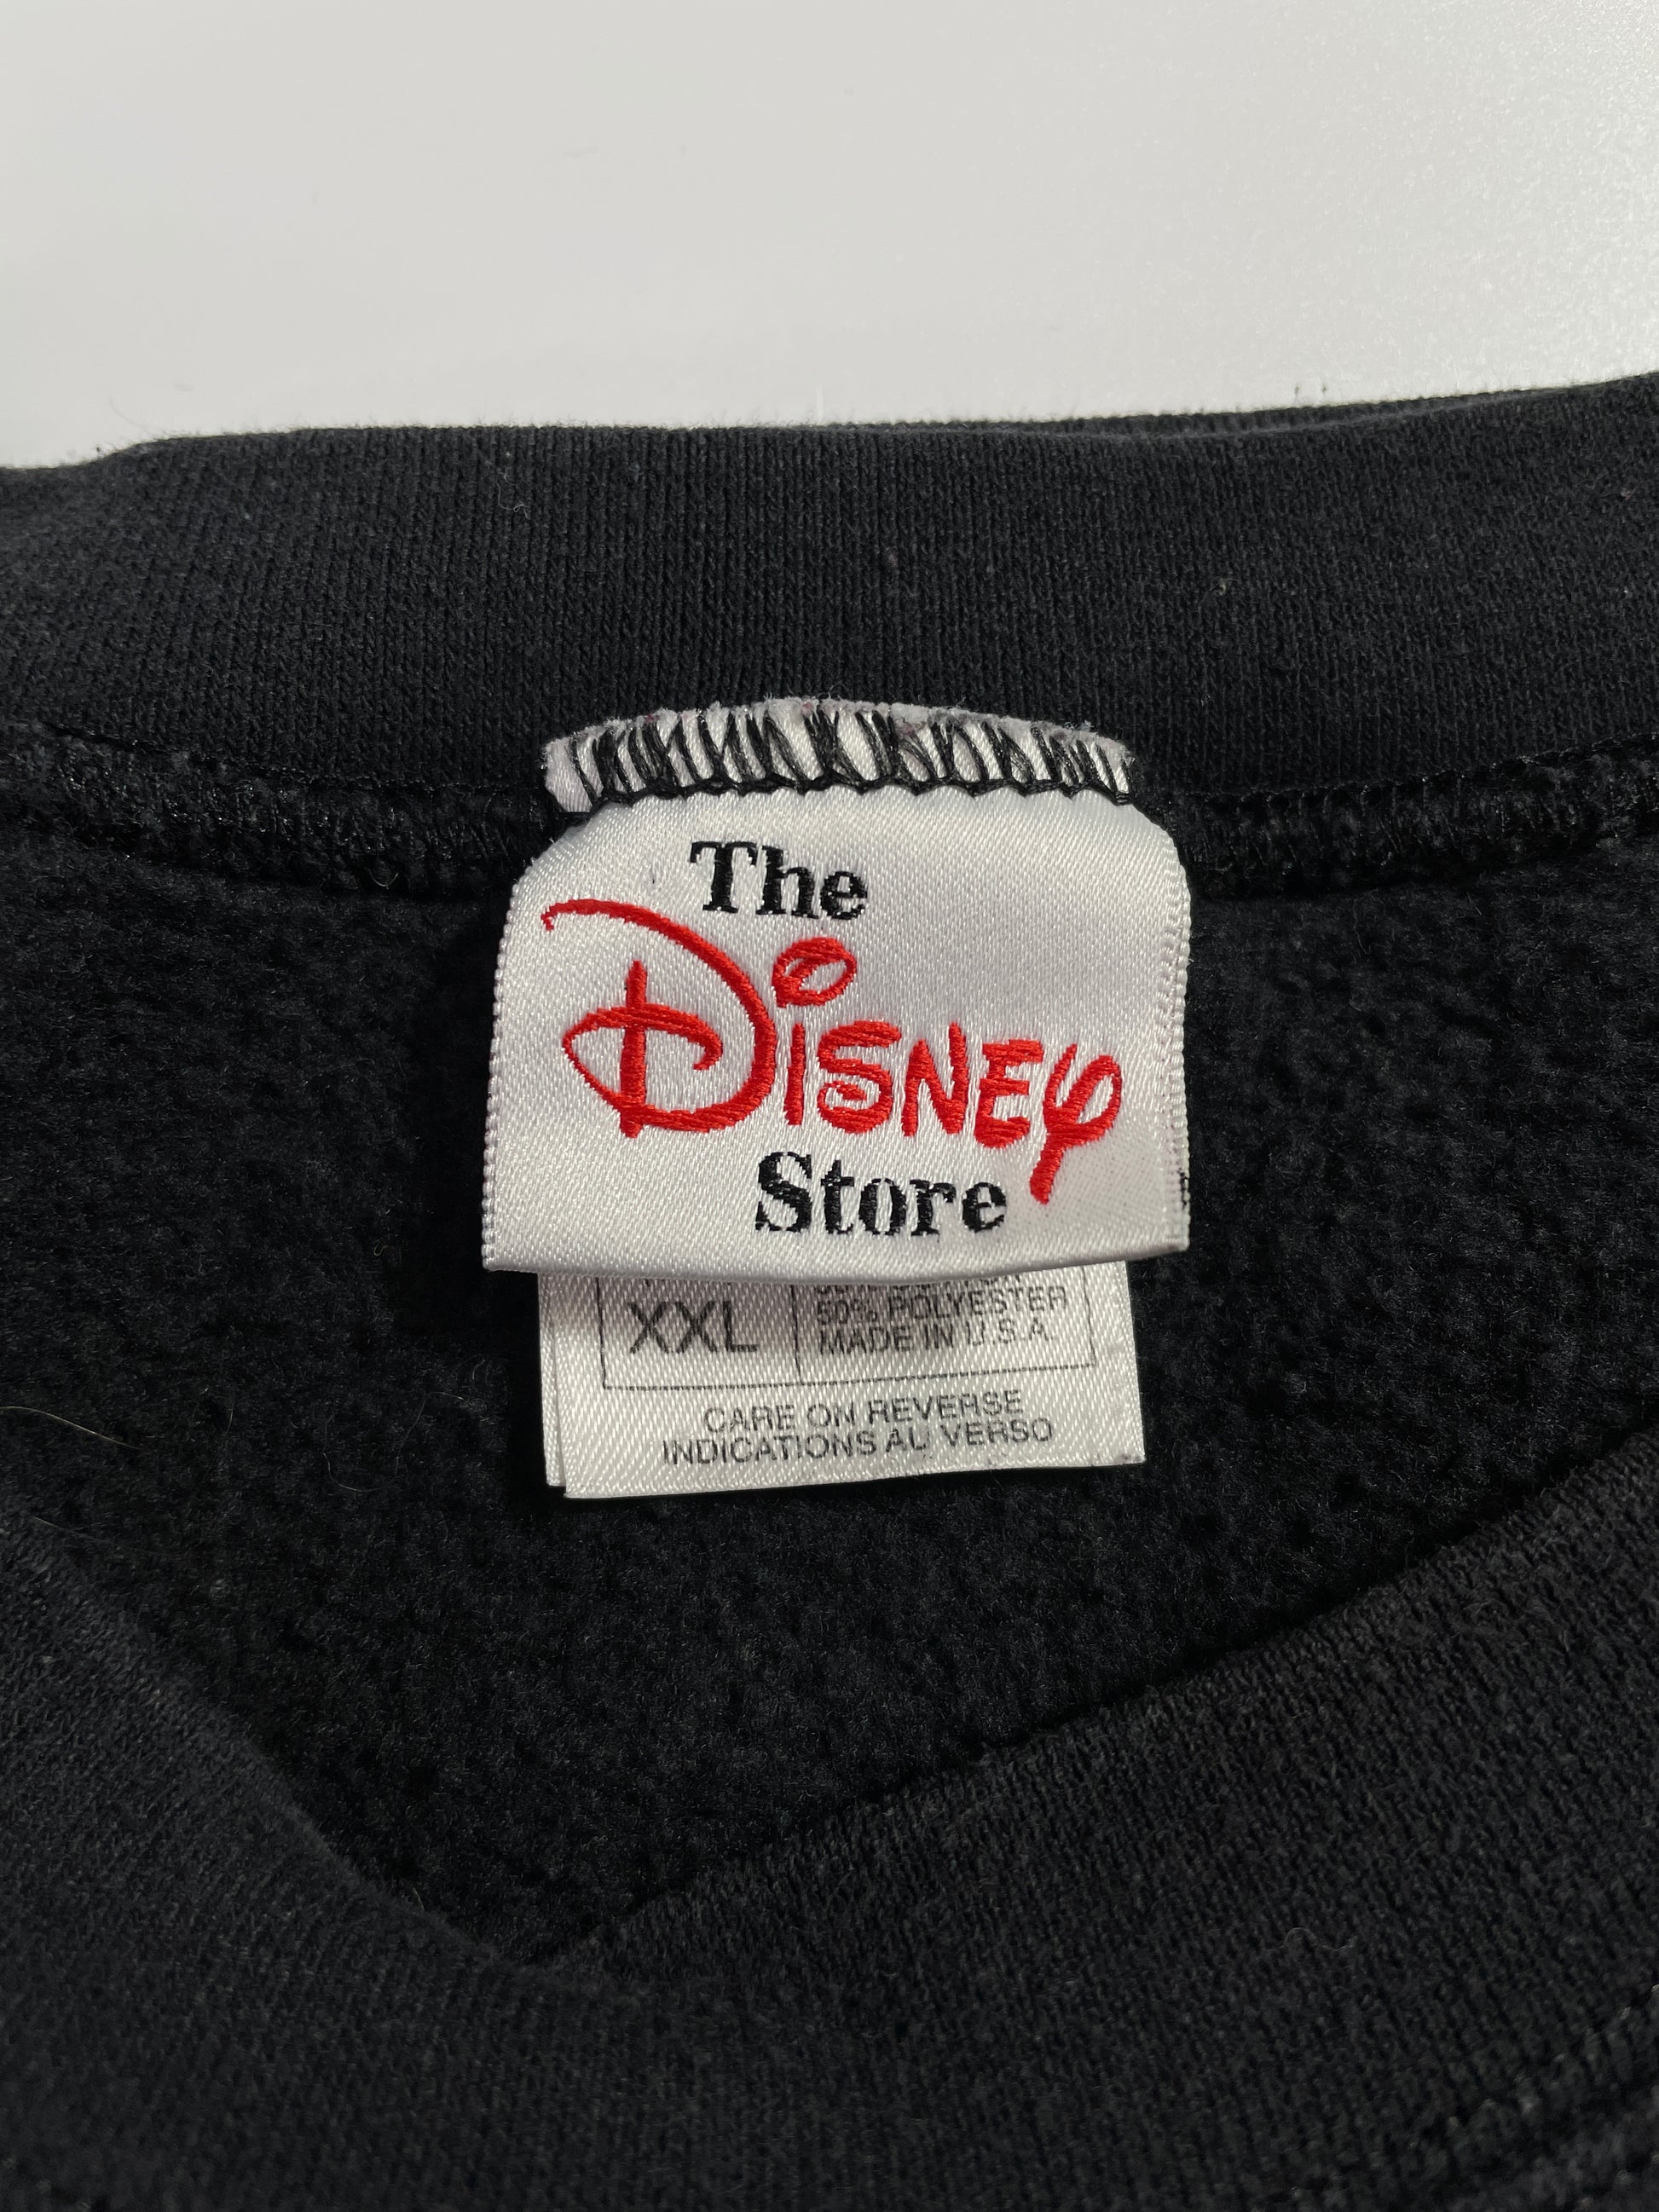 The
Disney
Store
XXL
50% POLYESTER
MADE IN U.S.A.
CARE ON REVERSE
INDICATIONS AU VERSO